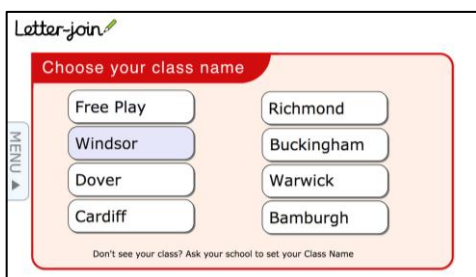 Letter-join
Choose your class name
Free Play
Windsor
Dover
Cardiff
Richmond
Buckingham
Warwick
Bamburgh
MENU
Don't see your class? Ask your school to set your Class Name